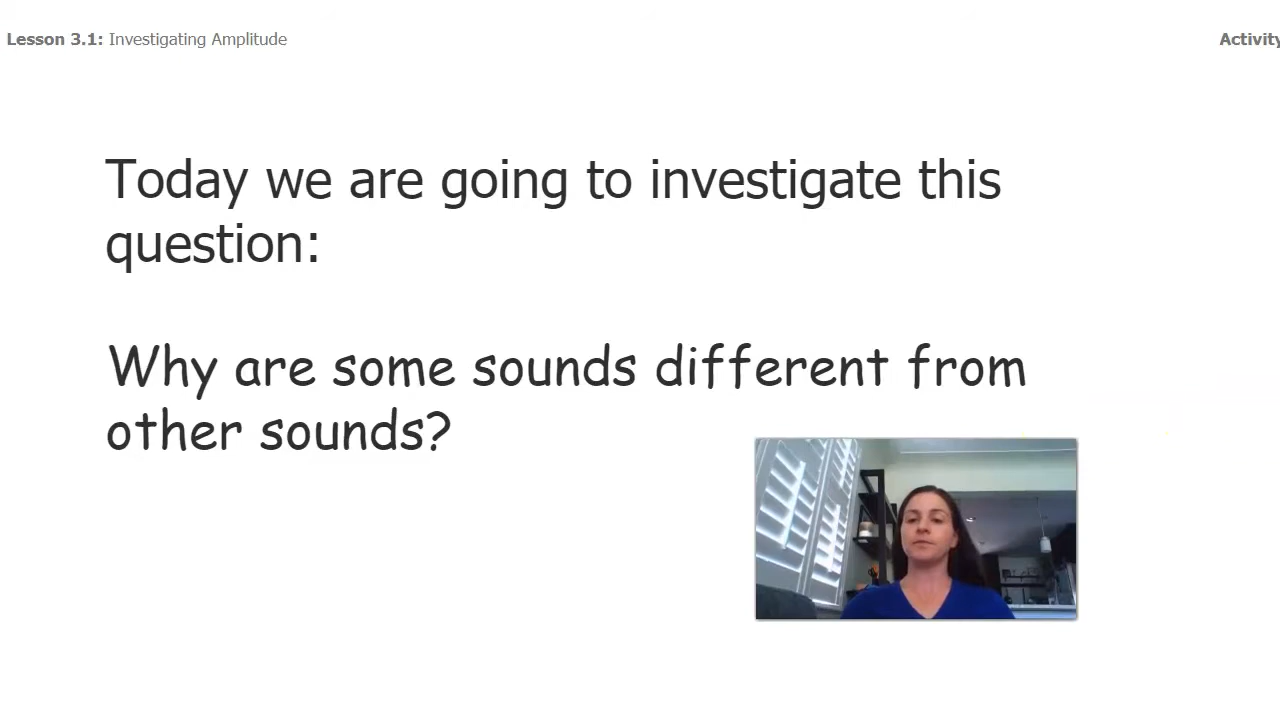 Lesson 3.1: Investigating Amplitude
Activity
Today we are going to investigate this
question:
Why are some sounds different from
other sounds?